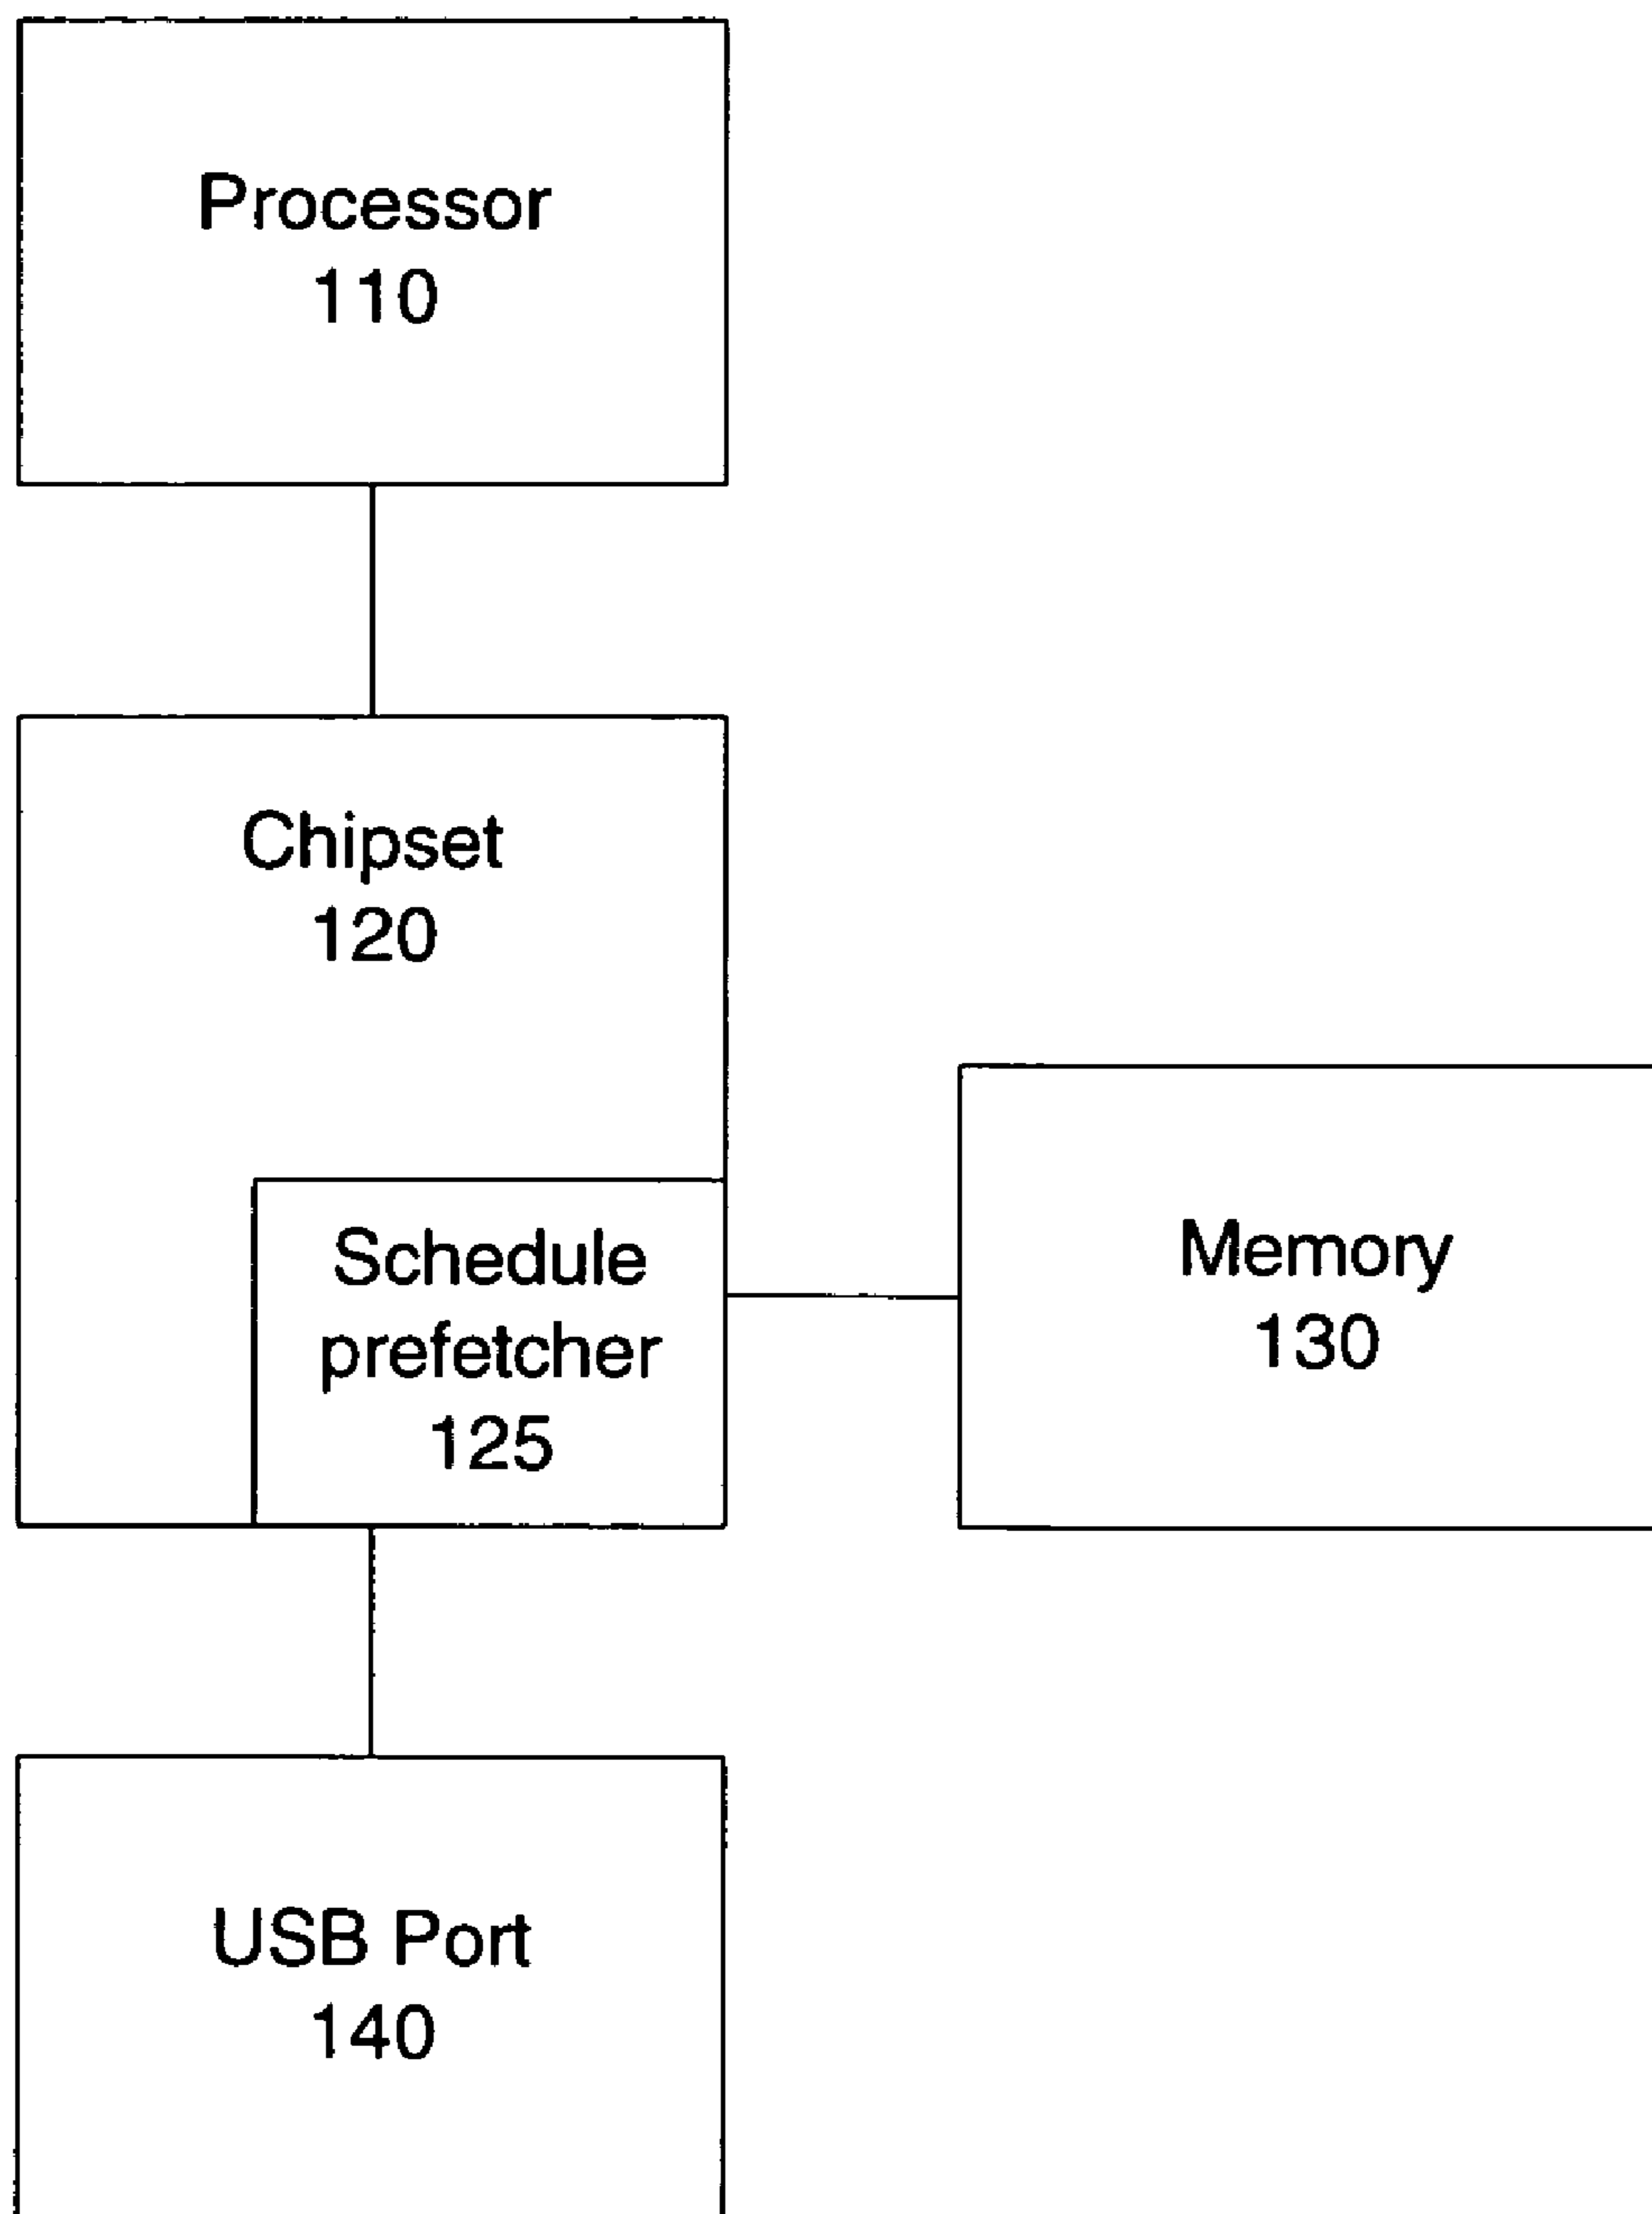 Processor
110
Chipset
120
Schedule
prefetcher
125
Memory
130
USB Port
140